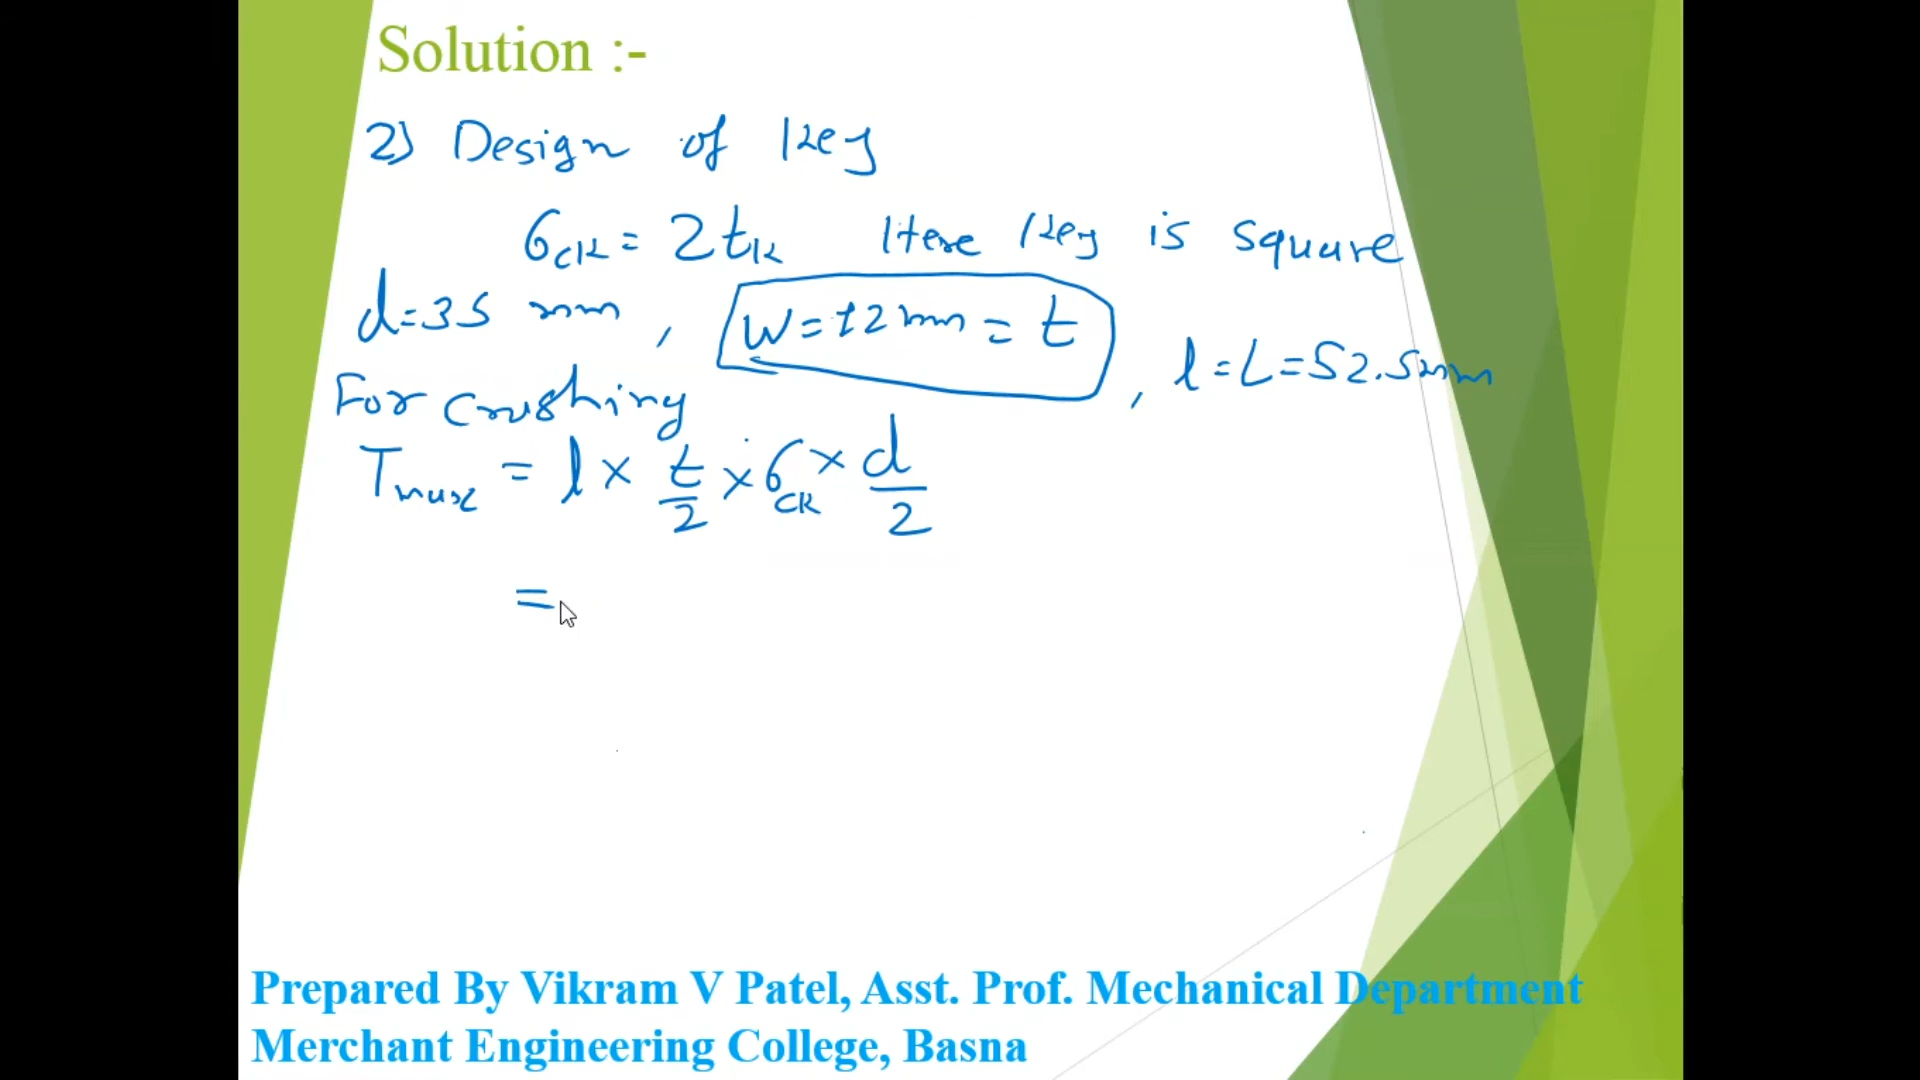 Solution :-
2) Design of Key
σck = 2τk Here Key is square
d=35 mm, w=12mm = t, l=L=52.5mm
For crushing
Tmax = l × t/2 × σck × d/2
=
Prepared By Vikram V Patel, Asst. Prof. Mechanical Department
Merchant Engineering College, Basna